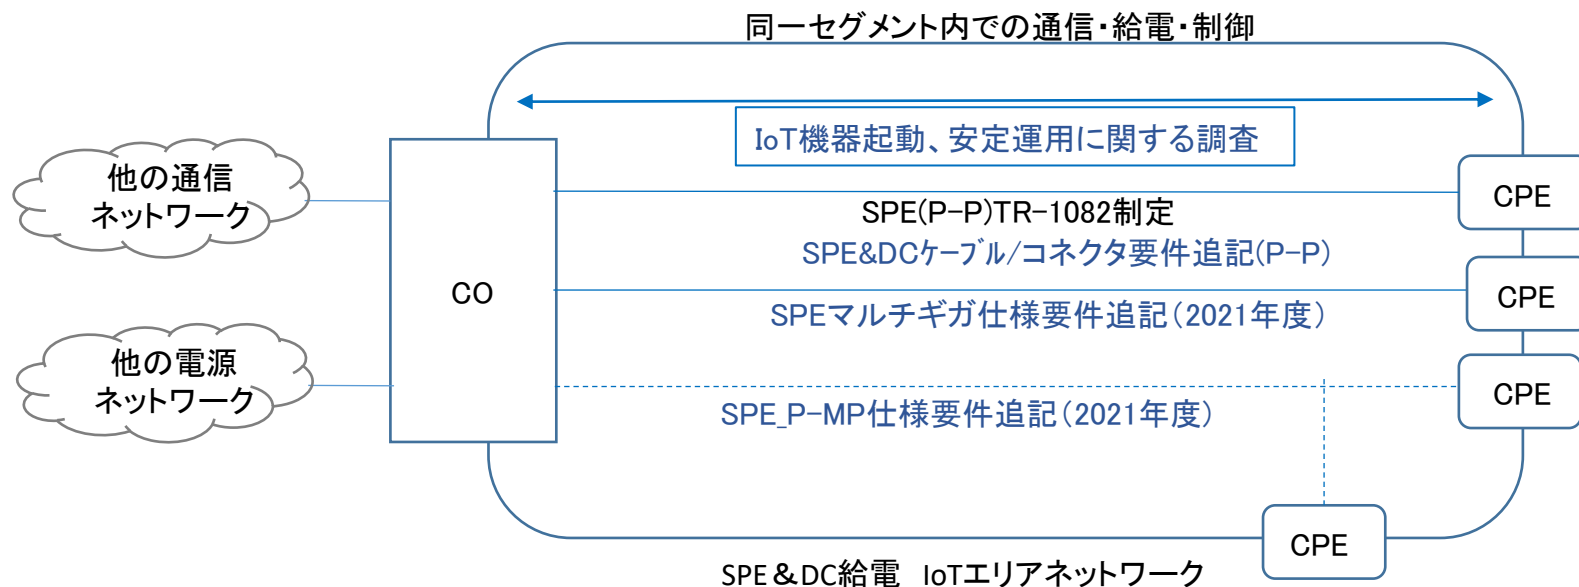 同一セグメント内での通信・給電・制御
IoT機器起動、安定運用に関する調査
他の通信
ネットワーク
CPE
SPE(P-P)TR-1082制定
SPE&DCｹｰﾌﾞﾙ/コネクタ要件追記(P-P)
CO
CPE
SPEマルチギガ仕様要件追記（2021年度）
他の電源
ネットワーク
CPE
SPE_P-MP仕様要件追記（2021年度）
CPE
SPE＆DC給電　IoTエリアネットワーク